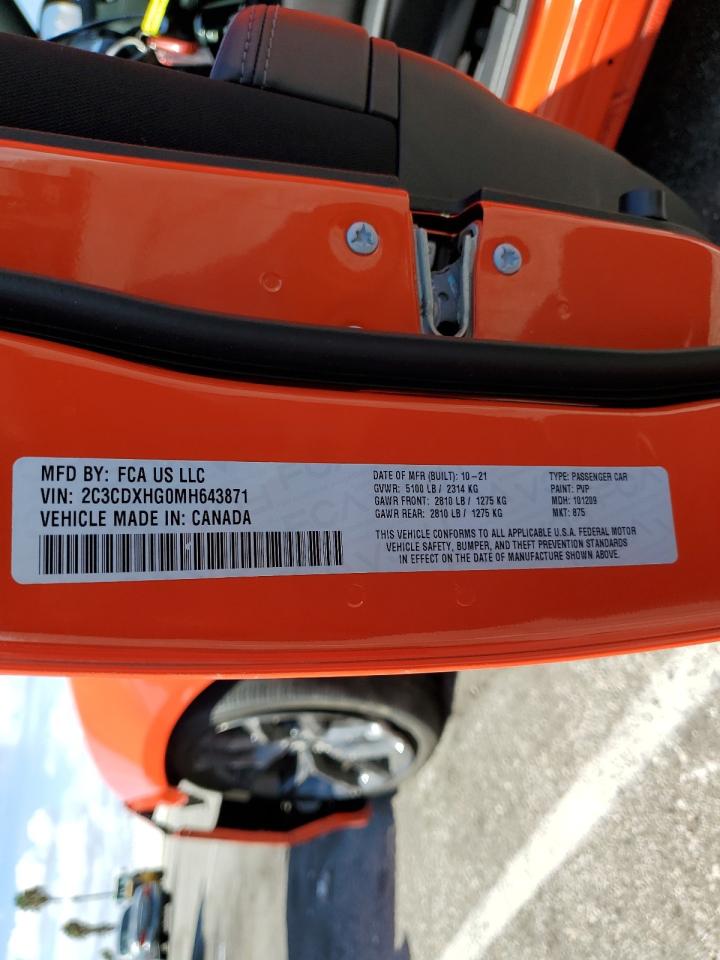 MFD BY: FCA US LLC
VIN: 2C3CDXHG0MH643871
VEHICLE MADE IN: CANADA
DATE OF MFR (BUILT): 10-21
GVWR: 5100 LB / 2314 KG
GAWR FRONT: 2810 LB / 1275 KG
GAWR REAR: 2810 LB / 1275 KG
TYPE: PASSENGER CAR
PAINT: PVP
MDH: 101209
MKT: 875
THIS VEHICLE CONFORMS TO ALL APPLICABLE U.S.A. FEDERAL MOTOR
VEHICLE SAFETY, BUMPER, AND THEFT PREVENTION STANDARDS
IN EFFECT ON THE DATE OF MANUFACTURE SHOWN ABOVE.